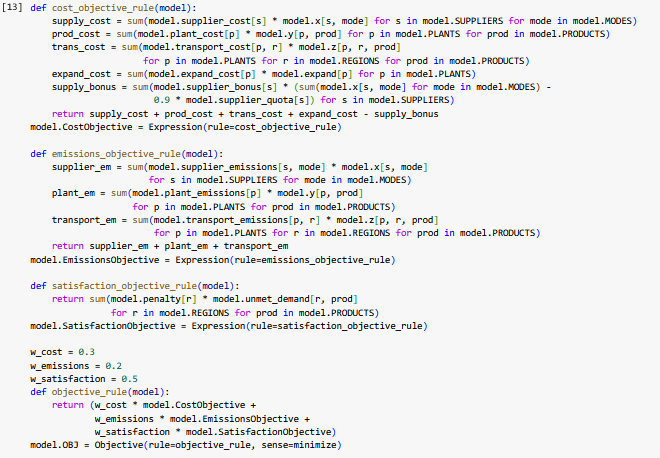 [13] def cost_objective_rule(model):
    supply_cost = sum(model.supplier_cost[s] * model.x[s, mode] for s in model.SUPPLIERS for mode in model.MODES)
    prod_cost = sum(model.plant_cost[p] * model.y[p, prod] for p in model.PLANTS for prod in model.PRODUCTS)
    trans_cost = sum(model.transport_cost[p, r] * model.z[p, r, prod]
                     for p in model.PLANTS for r in model.REGIONS for prod in model.PRODUCTS)
    expand_cost = sum(model.expand_cost[p] * model.expand[p] for p in model.PLANTS)
    supply_bonus = sum(model.supplier_bonus[s] * (sum(model.x[s, mode] for mode in model.MODES) -
                       0.9 * model.supplier_quota[s]) for s in model.SUPPLIERS)
    return supply_cost + prod_cost + trans_cost + expand_cost - supply_bonus
model.CostObjective = Expression(rule=cost_objective_rule)

def emissions_objective_rule(model):
    supplier_em = sum(model.supplier_emissions[s, mode] * model.x[s, mode]
                      for s in model.SUPPLIERS for mode in model.MODES)
    plant_em = sum(model.plant_emissions[p] * model.y[p, prod]
                   for p in model.PLANTS for prod in model.PRODUCTS)
    transport_em = sum(model.transport_emissions[p, r] * model.z[p, r, prod]
                       for p in model.PLANTS for r in model.REGIONS for prod in model.PRODUCTS)
    return supplier_em + plant_em + transport_em
model.EmissionsObjective = Expression(rule=emissions_objective_rule)

def satisfaction_objective_rule(model):
    return sum(model.penalty[r] * model.unmet_demand[r, prod]
               for r in model.REGIONS for prod in model.PRODUCTS)
model.SatisfactionObjective = Expression(rule=satisfaction_objective_rule)

w_cost = 0.3
w_emissions = 0.2
w_satisfaction = 0.5
def objective_rule(model):
    return (w_cost * model.CostObjective +
            w_emissions * model.EmissionsObjective +
            w_satisfaction * model.SatisfactionObjective)
model.OBJ = Objective(rule=objective_rule, sense=minimize)